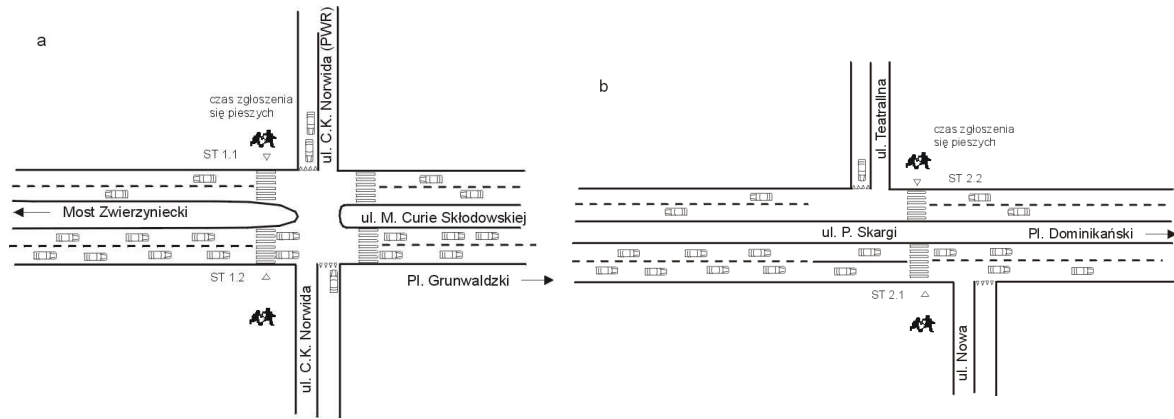 a
ul. C.K. Norwida (PWR)
czas zgłoszenia
się pieszych
ST 1.1
Most Zwierzyniecki
ul. M. Curie Skłodowskiej
ST 1.2
Pl. Grunwaldzki
ul. C.K. Norwida
b
ul. Teatrallna
czas zgłoszenia
się pieszych
ST 2.2
ul. P. Skargi
Pl. Dominikański
ST 2.1
ul. Nowa